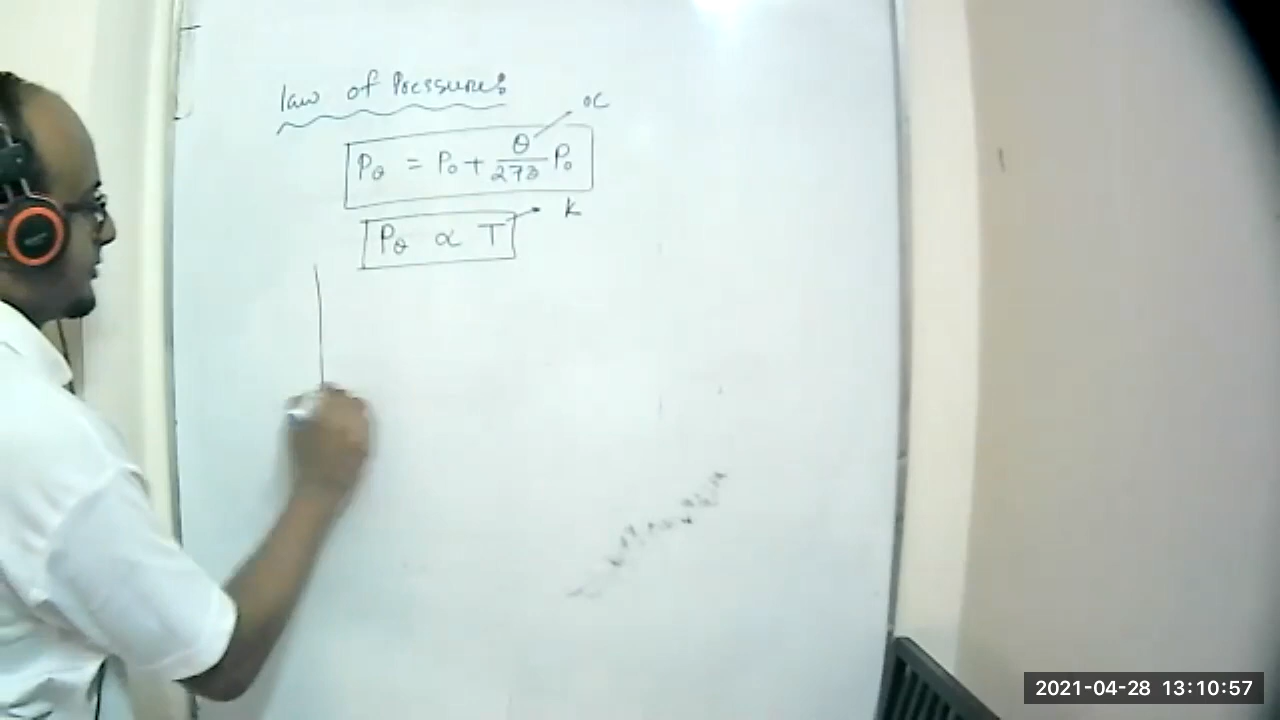 Law of Pressure:
°C
Pθ = P₀ + θ/273 P₀
K
Pθ ∝ T
2021-04-28 13:10:57